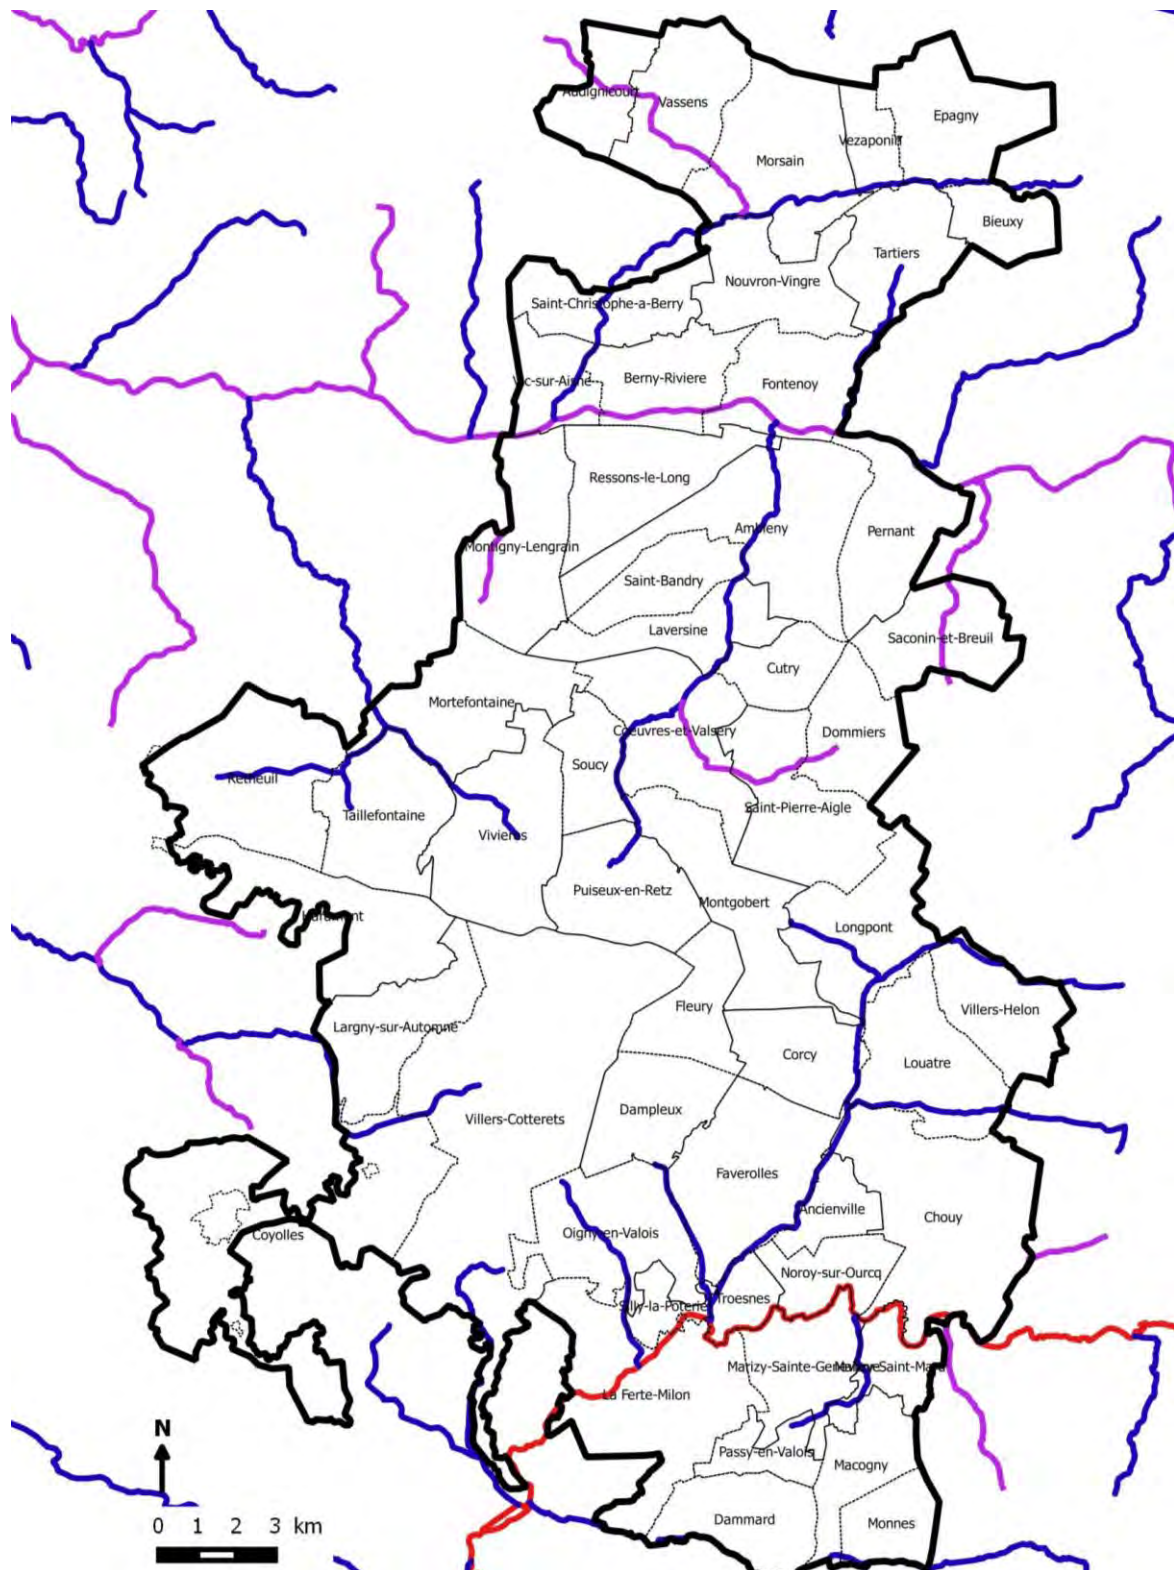 Audignicourt
Vassens
Epagny
Vezaponin
Morsain
Bieuxy
Tartiers
Nouvron-Vingre
Saint-Christophe-a-Berry
Vic-sur-Aisne
Berny-Riviere
Fontenoy
Ressons-le-Long
Ambleny
Pernant
Montigny-Lengrain
Saint-Bandry
Laversine
Saconin-et-Breuil
Cutry
Mortefontaine
Coeuvres-et-Valsery
Dommiers
Soucy
Retheuil
Taillefontaine
Saint-Pierre-Aigle
Vivieres
Puiseux-en-Retz
Montgobert
Haramont
Longpont
Fleury
Villers-Helon
Largny-sur-Automne
Corcy
Louatre
Dampleux
Villers-Cotterets
Faverolles
Ancienville
Chouy
Coyolles
Oigny-en-Valois
Noroy-sur-Ourcq
Silly-la-Poterie
Troesnes
Marizy-Sainte-Genevieve
Marizy-Saint-Mard
La Ferte-Milon
N
Passy-en-Valois
Macogny
Dammard
Monnes
0 1 2 3 km